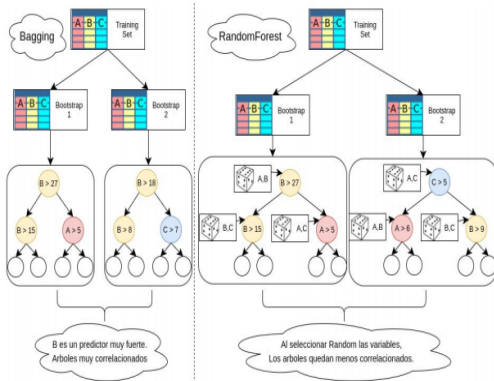 Bagging
A B C
Training
Set
A B C
Bootstrap
1
A B C
Bootstrap
2
B > 27
B > 15
A > 5
B > 18
B > 8
C > 7
B es un predictor muy fuerte.
Arboles muy correlacionados
RandomForest
A B C
Training
Set
A B C
Bootstrap
1
A B C
Bootstrap
2
A,B
B > 27
B,C
B > 15
A,C
A > 5
A,C
C > 5
A,B
A > 6
B,C
B > 9
Al seleccionar Random las variables,
Los arboles quedan menos correlacionados.